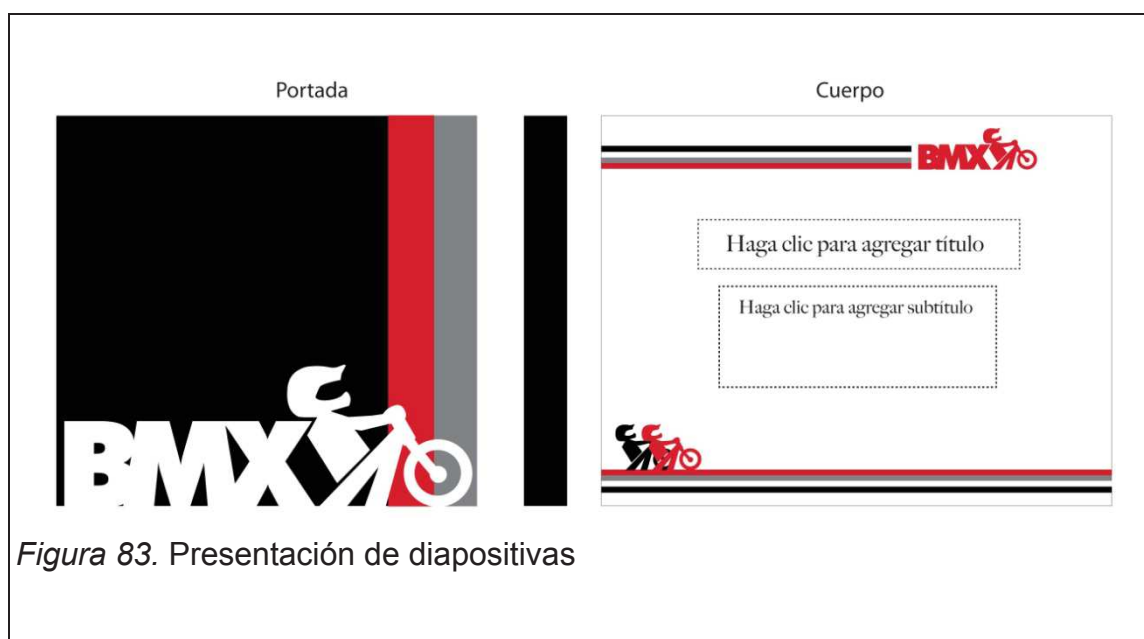 Portada
Cuerpo
BMX
BMX
Haga clic para agregar título
Haga clic para agregar subtítulo
Figura 83. Presentación de diapositivas